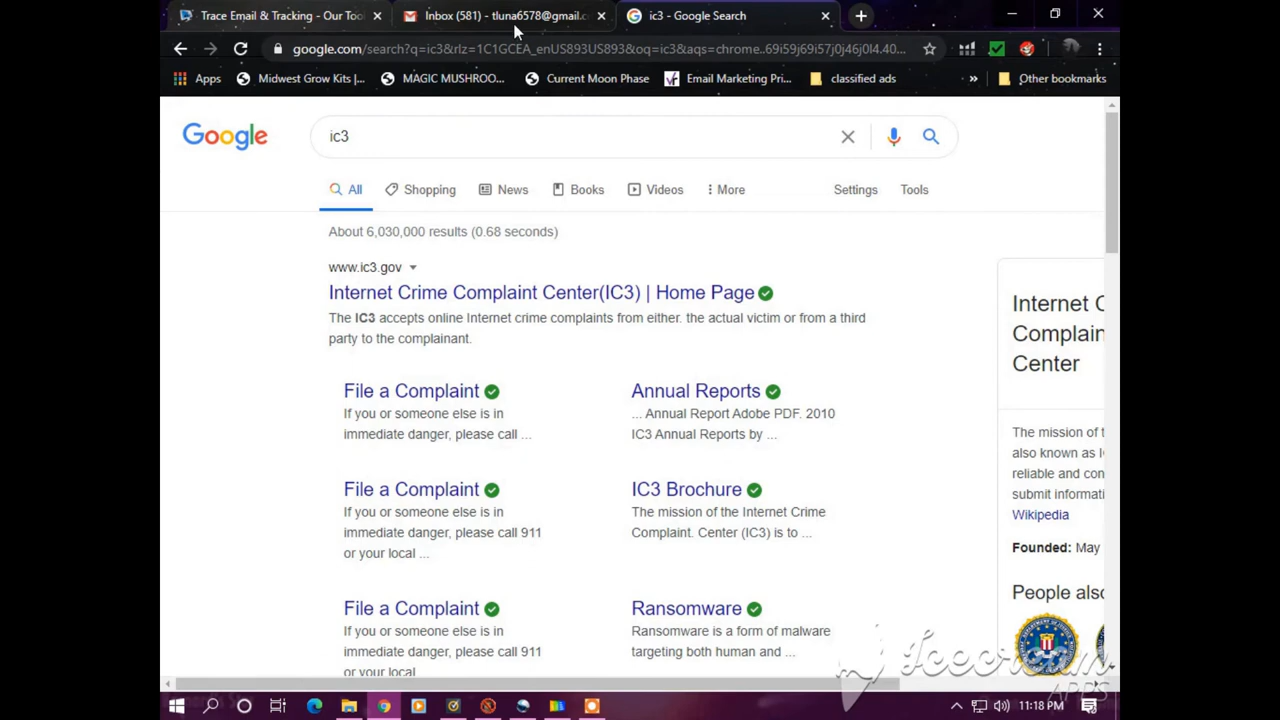 Trace Email & Tracking - Our Too
Inbox (581) - tluna6578@gmail.c
ic3 - Google Search
google.com/search?q=ic3&rlz=1C1GCEA_enUS893US893&oq=ic3&aqs=chrome..69i59j69i57j0j46j0l4.40...
Apps
Midwest Grow Kits |...
MAGIC MUSHROO...
Current Moon Phase
Email Marketing Pri...
classified ads
»
Other bookmarks
Google
ic3
All
Shopping
News
Books
Videos
More
Settings
Tools
About 6,030,000 results (0.68 seconds)
www.ic3.gov
Internet Crime Complaint Center(IC3) | Home Page
The IC3 accepts online Internet crime complaints from either. the actual victim or from a third
party to the complainant.
File a Complaint
If you or someone else is in
immediate danger, please call ...
Annual Reports
... Annual Report Adobe PDF. 2010
IC3 Annual Reports by ...
File a Complaint
If you or someone else is in
immediate danger, please call 911
or your local ...
IC3 Brochure
The mission of the Internet Crime
Complaint. Center (IC3) is to ...
File a Complaint
If you or someone else is in
immediate danger, please call 911
or your local
Ransomware
Ransomware is a form of malware
targeting both human and ...
Internet C
Complain
Center
The mission of t
also known as I
reliable and con
submit informati
Wikipedia
Founded: May
People also
Icecream
APPS
11:18 PM